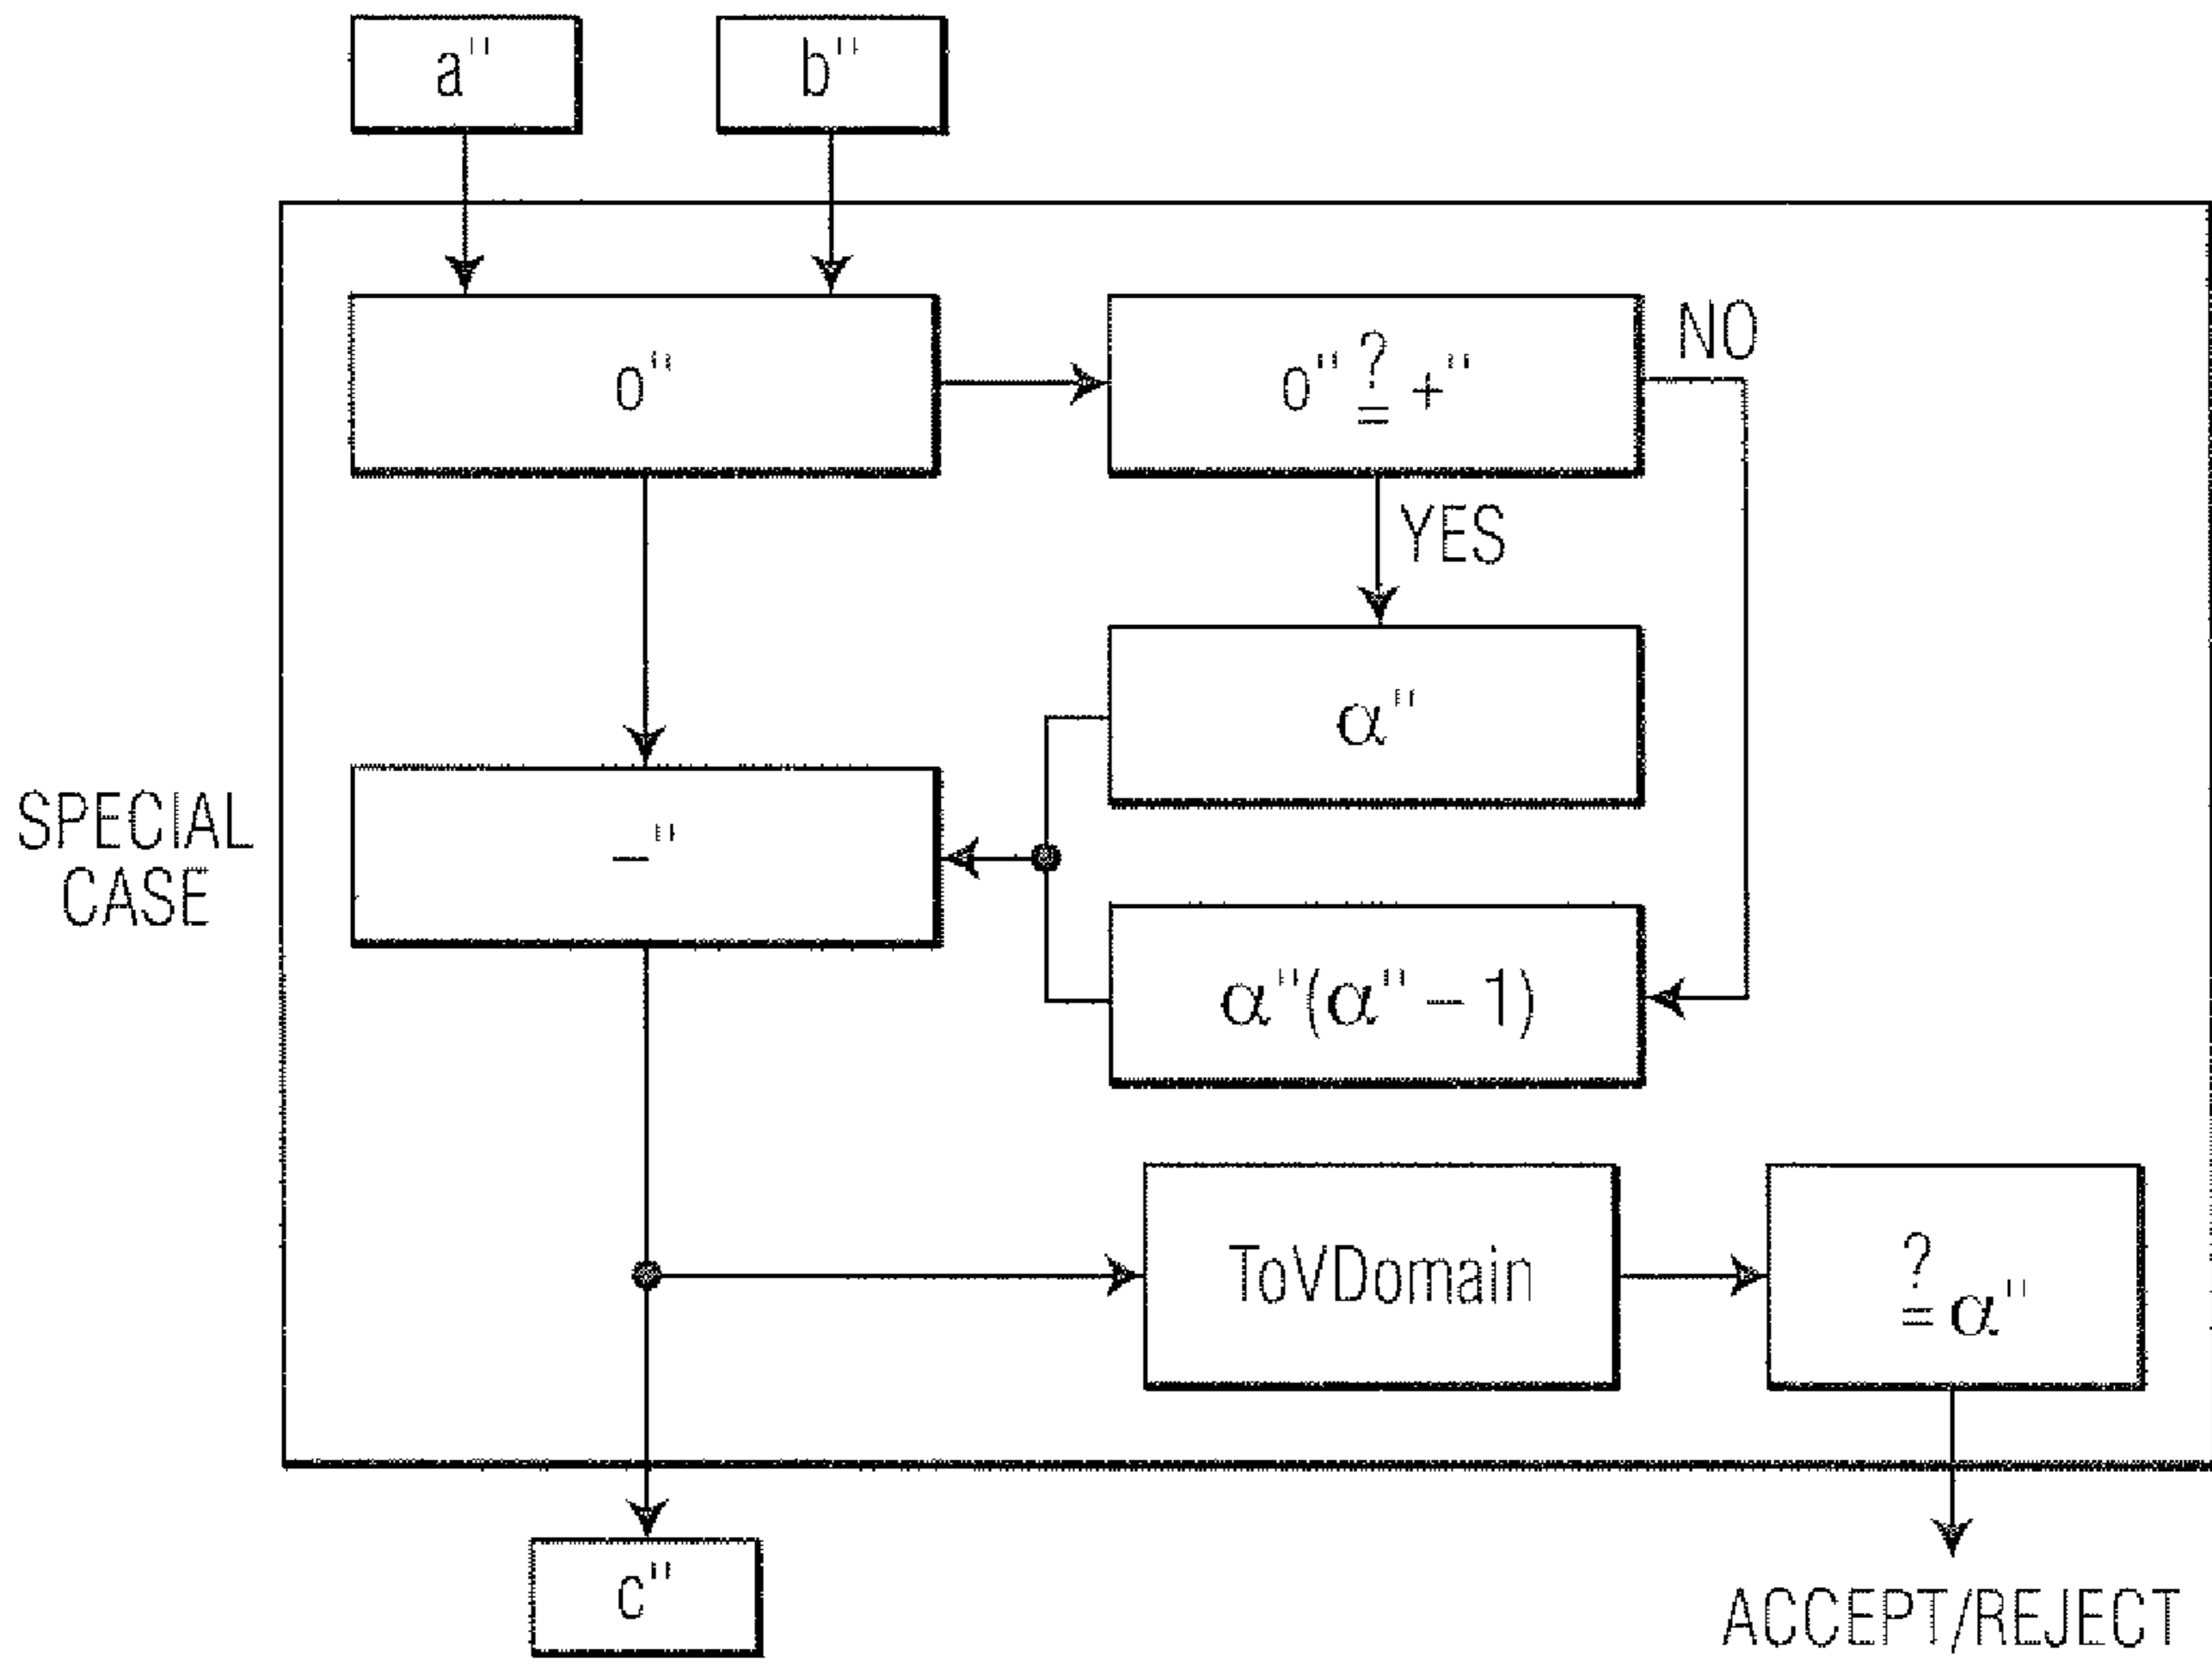 a" b"
o" o" ≟ +" NO
YES
α"
SPECIAL
CASE
–"
α"(α" – 1)
ToVDomain ≟ α"
c"
ACCEPT/REJECT